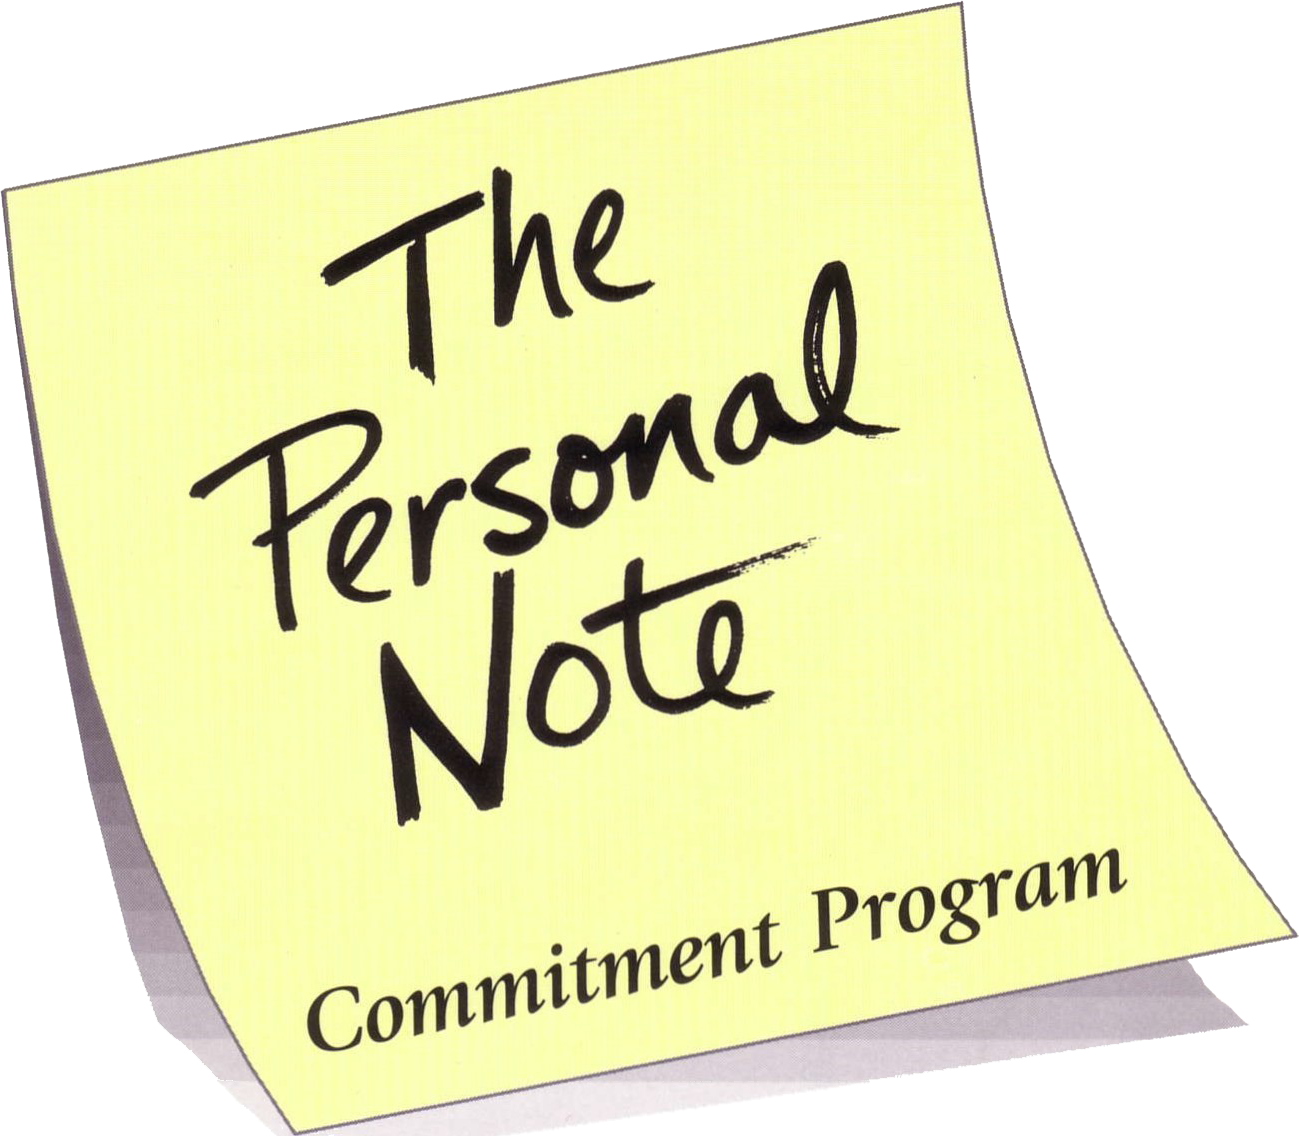 The
Personal
Note
Commitment Program